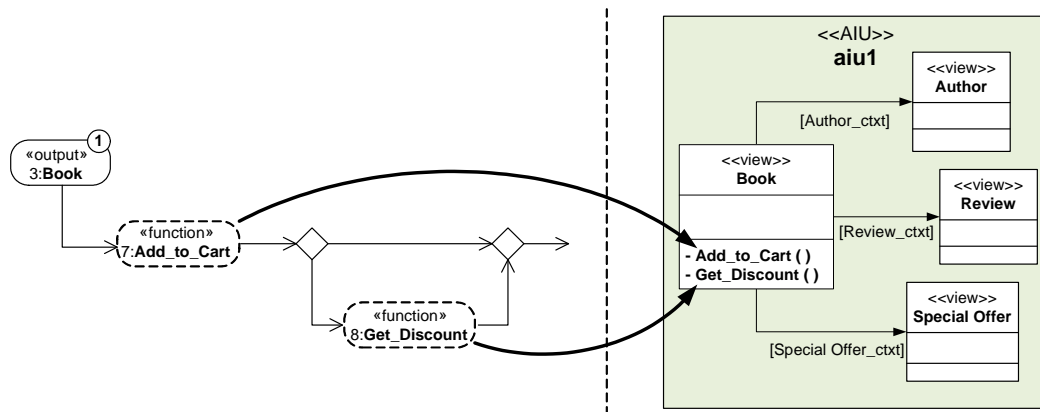 «output»
3:Book
1
«function»
7:Add_to_Cart
«function»
8:Get_Discount
<<AIU>>
aiu1
<<view>>
Author
[Author_ctxt]
<<view>>
Book
- Add_to_Cart ( )
- Get_Discount ( )
<<view>>
Review
[Review_ctxt]
<<view>>
Special Offer
[Special Offer_ctxt]